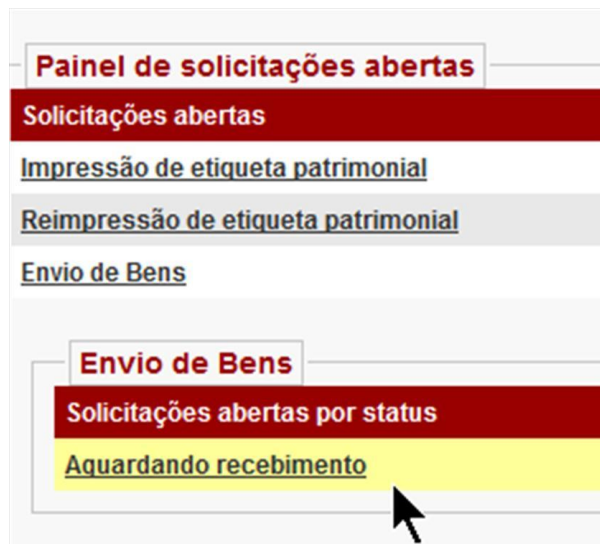 Painel de solicitações abertas
Solicitações abertas
Impressão de etiqueta patrimonial
Reimpressão de etiqueta patrimonial
Envio de Bens
Envio de Bens
Solicitações abertas por status
Aguardando recebimento